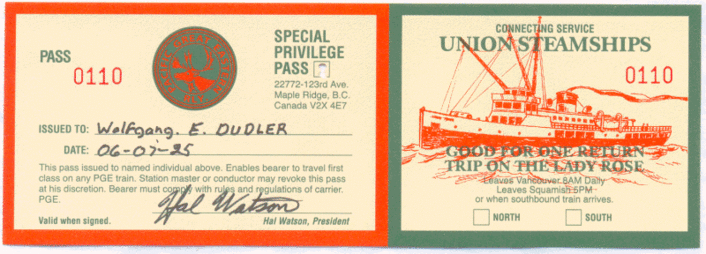 PASS
0110
SPECIAL
PRIVILEGE
PASS
22772-123rd Ave.
Maple Ridge, B.C.
Canada V2X 4E7
ISSUED TO: Wolfgang. E. DUDLER
DATE: 06-07-25
This pass issued to named individual above. Enables bearer to travel first
class on any PGE train. Station master or conductor may revoke this pass
at his discretion. Bearer must comply with rules and regulations of carrier.
PGE.
Hal Watson
Valid when signed.
Hal Watson, President
CONNECTING SERVICE
UNION STEAMSHIPS
0110
GOOD FOR ONE RETURN
TRIP ON THE LADY ROSE
Leaves Vancouver 8AM Daily
Leaves Squamish 5PM
or when southbound train arrives.
NORTH
SOUTH